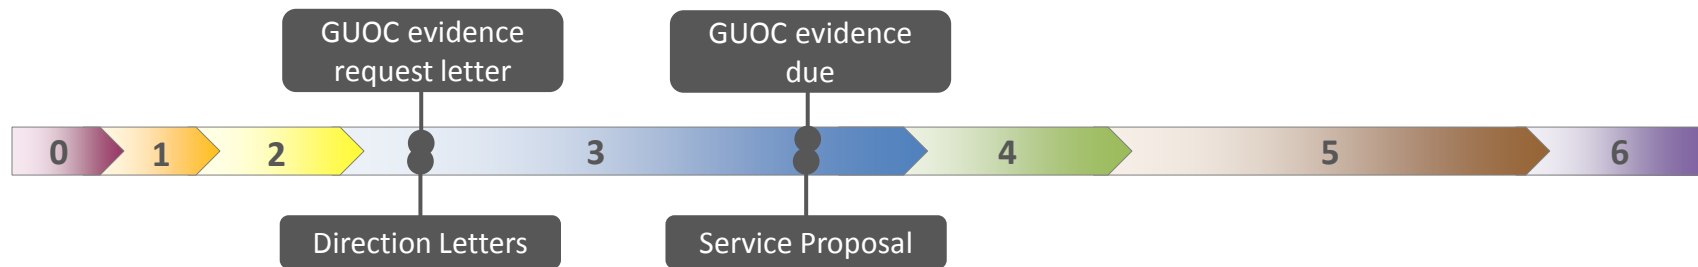 GUOC evidence
request letter
GUOC evidence
due
0 1 2 3 4 5 6
Direction Letters
Service Proposal